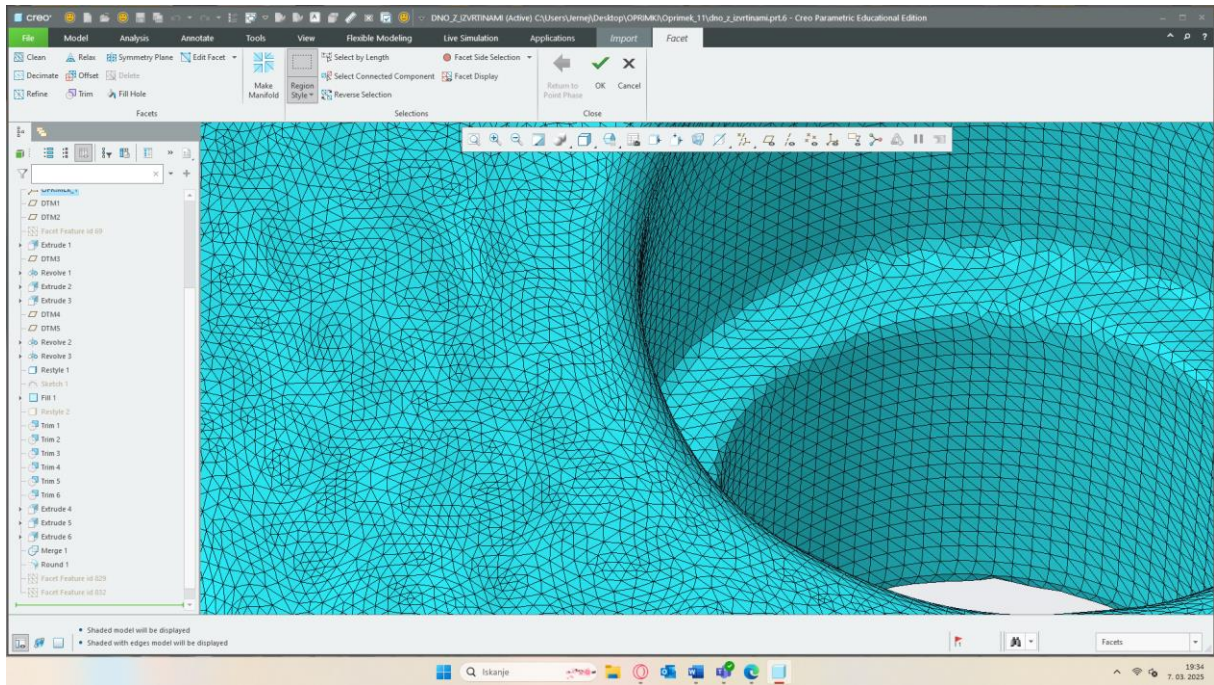 creo DNO_Z_IZVRTINAMI (Active) C:\Users\Jernej\Desktop\OPRIMKI\Oprimek_11\dno_z_izvrtinami.prt.6 - Creo Parametric Educational Edition
File Model Analysis Annotate Tools View Flexible Modeling Live Simulation Applications Import Facet
Clean Relax Symmetry Plane Edit Facet Select by Length Facet Side Selection
Decimate Offset Delete Make Manifold Region Style Select Connected Component Facet Display Return to Point Phase OK Cancel
Refine Trim Fill Hole Reverse Selection
Facets Selections Close
OPRIMEK_1
DTM1
DTM2
Facet Feature id 69
Extrude 1
DTM3
Revolve 1
Extrude 2
Extrude 3
DTM4
DTM5
Revolve 2
Revolve 3
Restyle 1
Sketch 1
Fill 1
Restyle 2
Trim 1
Trim 2
Trim 3
Trim 4
Trim 5
Trim 6
Extrude 4
Extrude 5
Extrude 6
Merge 1
Round 1
Facet Feature id 829
Facet Feature id 832
• Shaded model will be displayed
• Shaded with edges model will be displayed
Facets
Iskanje
19:34
7. 03. 2025